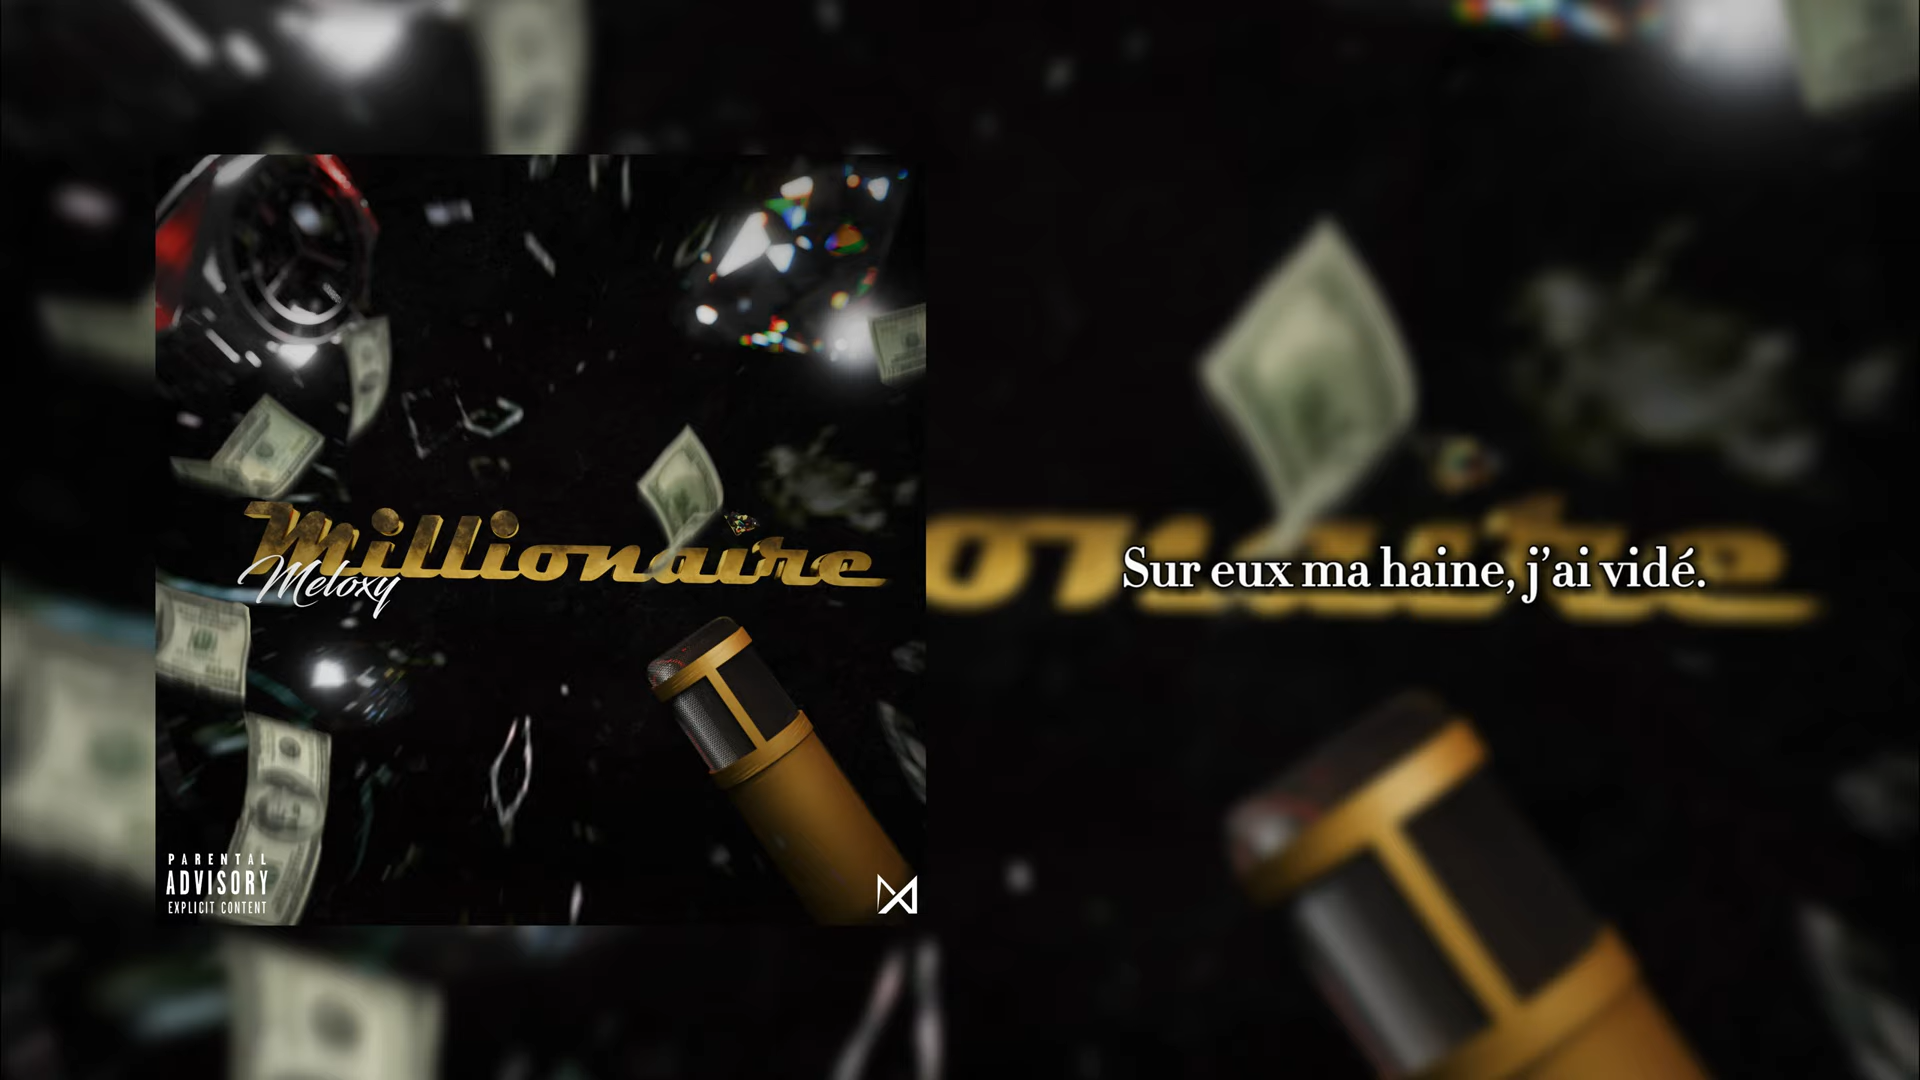 Millionaire
Meloxy
Sur eux ma haine, j’ai vidé.
PARENTAL
ADVISORY
EXPLICIT CONTENT